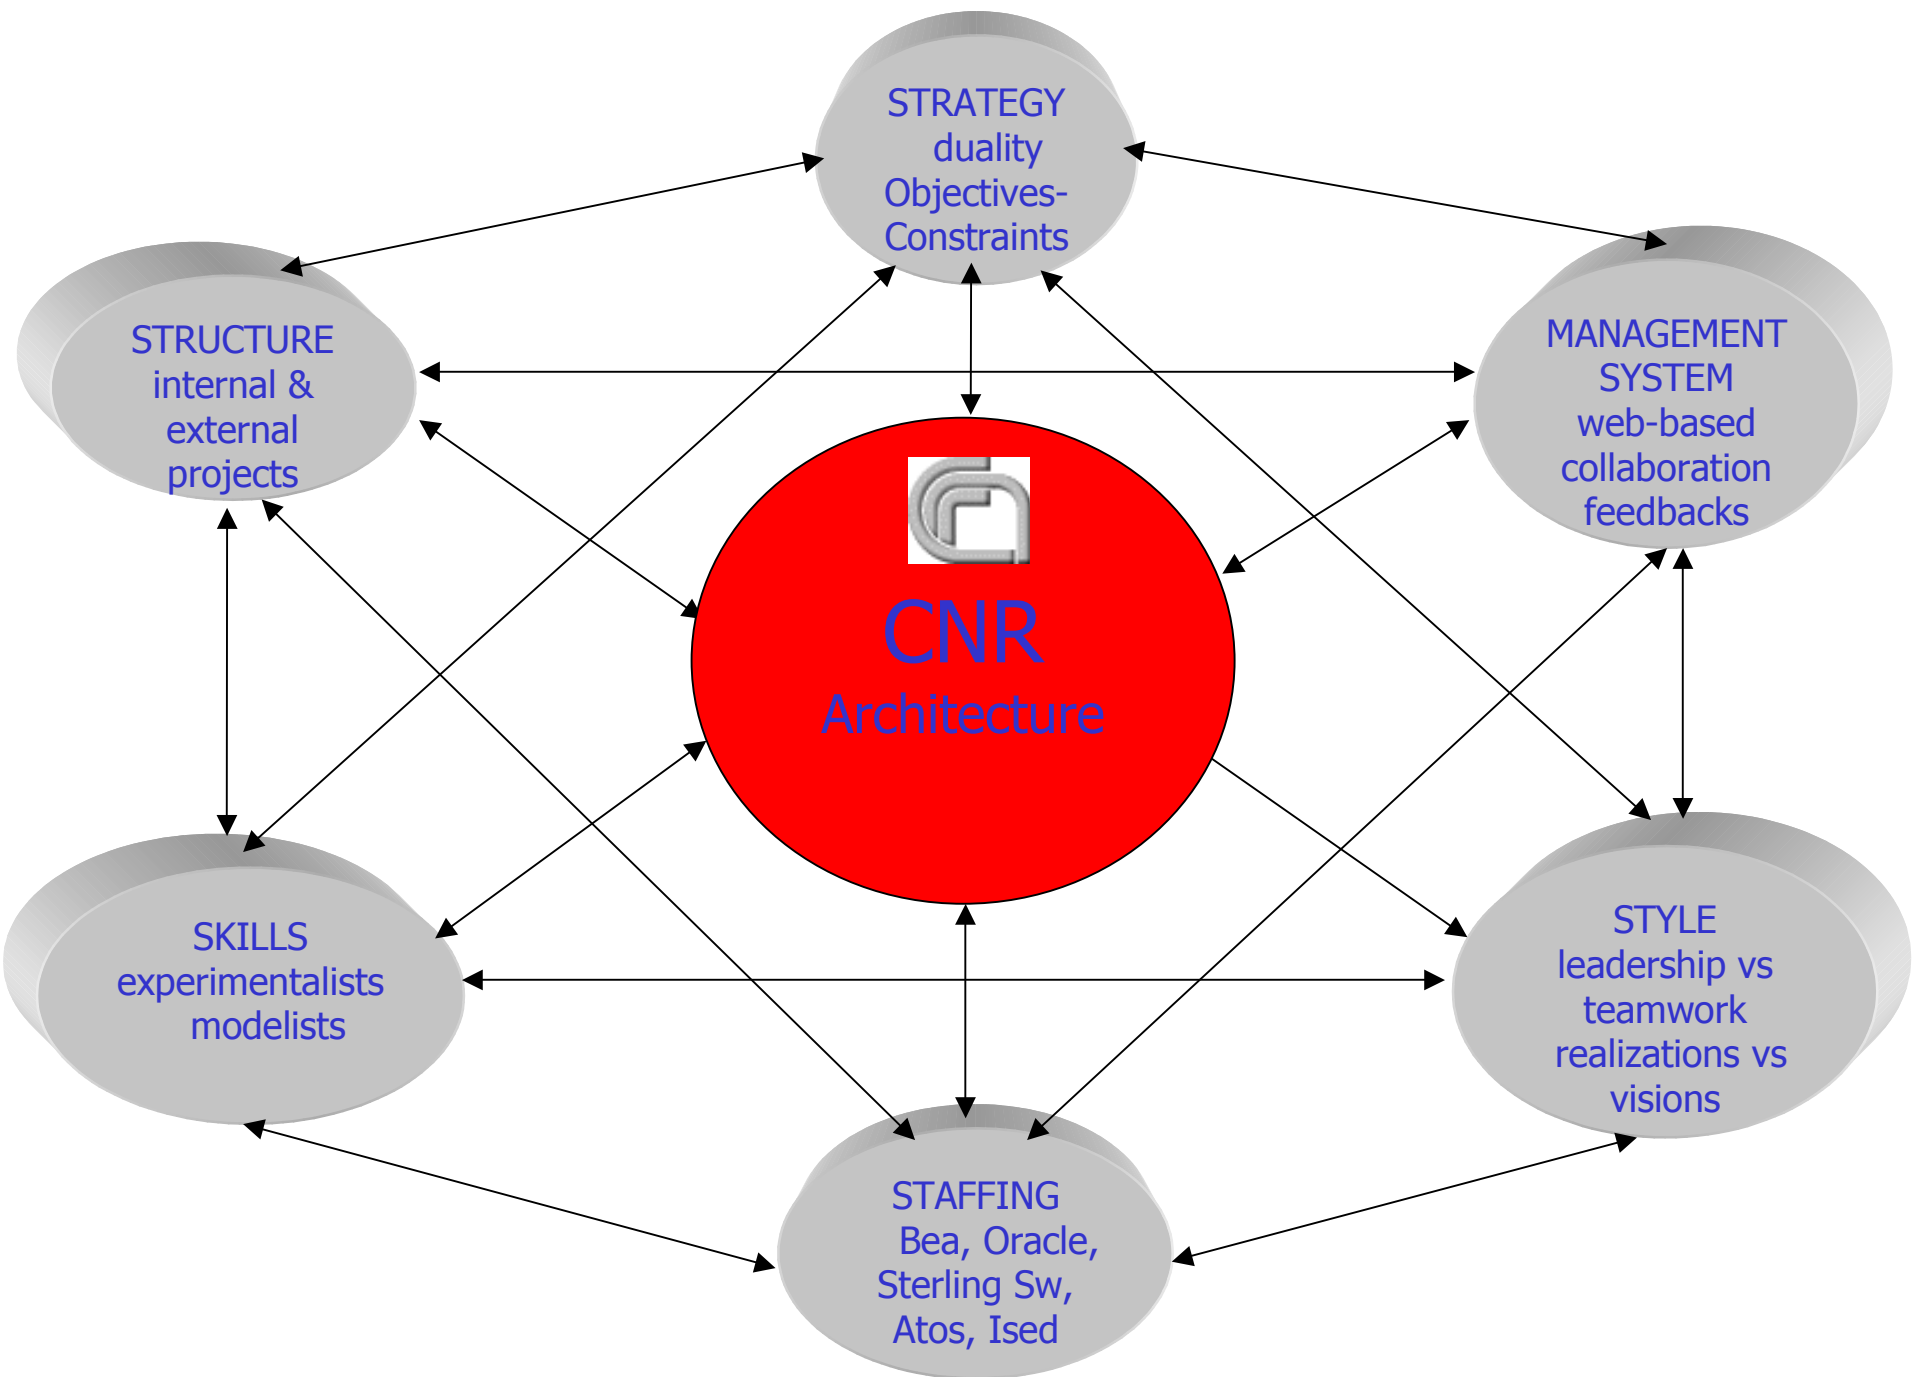 STRATEGY
duality
Objectives-
Constraints
STRUCTURE
internal &
external
projects
MANAGEMENT
SYSTEM
web-based
collaboration
feedbacks
CNR
Architecture
SKILLS
experimentalists
modelists
STYLE
leadership vs
teamwork
realizations vs
visions
STAFFING
Bea, Oracle,
Sterling Sw,
Atos, Ised